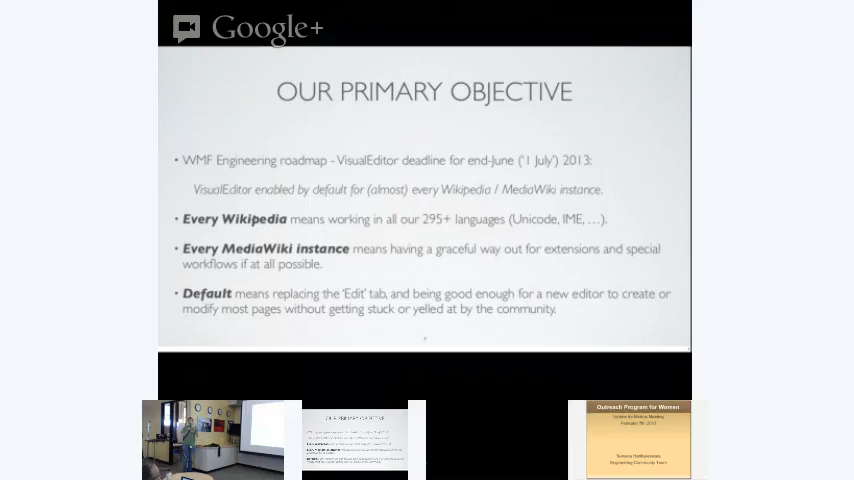 Google+
OUR PRIMARY OBJECTIVE
• WMF Engineering roadmap - VisualEditor deadline for end-June ('1 July') 2013:
VisualEditor enabled by default for (almost) every Wikipedia / MediaWiki instance.
• Every Wikipedia means working in all our 295+ languages (Unicode, IME, …).
• Every MediaWiki instance means having a graceful way out for extensions and special
workflows if at all possible.
• Default means replacing the 'Edit' tab, and being good enough for a new editor to create or
modify most pages without getting stuck or yelled at by the community.
OUR PRIMARY OBJECTIVE
Outreach Program for Women
Update for Metrics Meeting
February 7th, 2013
Engineering Community Team